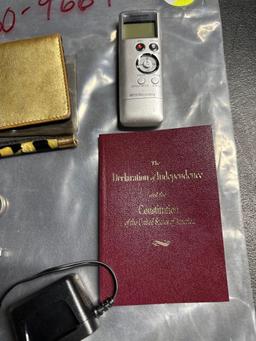 The
Declaration of Independence
and the
Constitution
of the United States of America